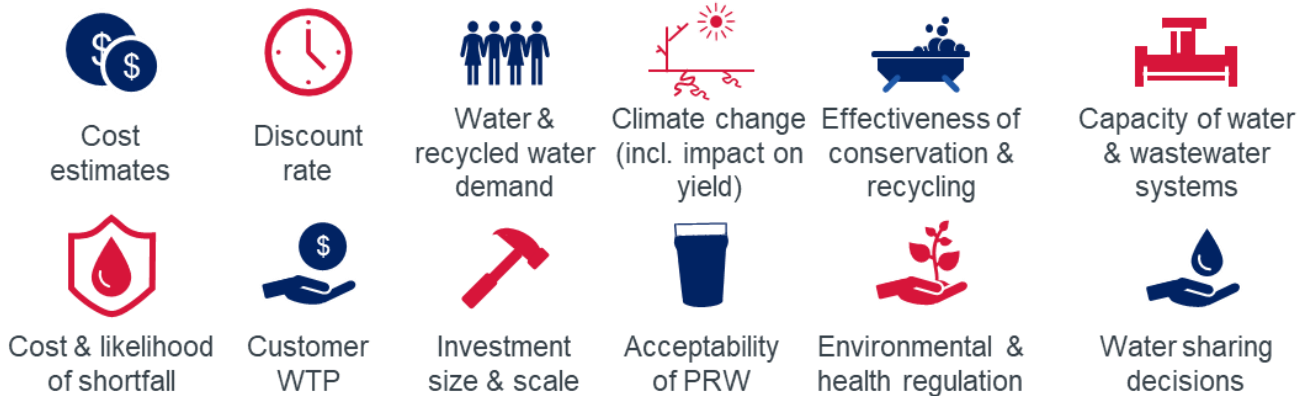 $
$
Cost
estimates
Discount
rate
Water &
recycled water
demand
Climate change
(incl. impact on
yield)
Effectiveness of
conservation &
recycling
Capacity of water
& wastewater
systems
Cost & likelihood
of shortfall
$
Customer
WTP
Investment
size & scale
Acceptability
of PRW
Environmental &
health regulation
Water sharing
decisions